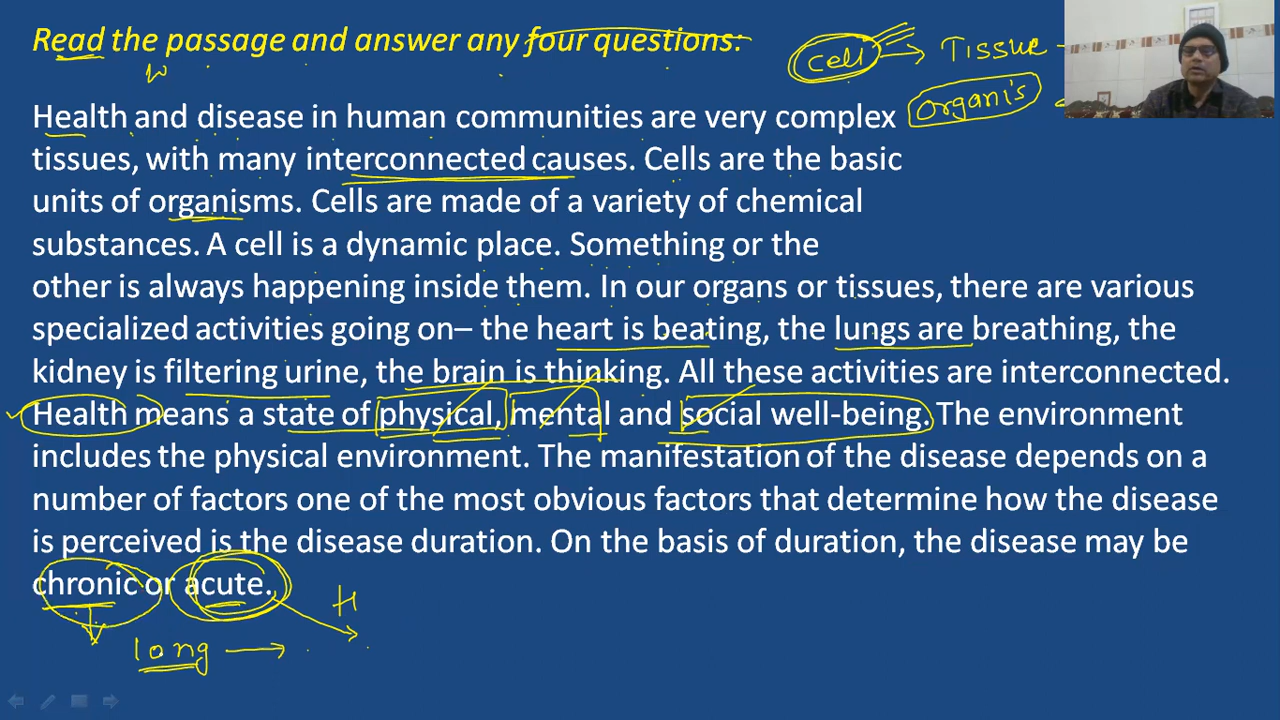 Read the passage and answer any four questions:
cell → Tissue
Organis
Health and disease in human communities are very complex
tissues, with many interconnected causes. Cells are the basic
units of organisms. Cells are made of a variety of chemical
substances. A cell is a dynamic place. Something or the
other is always happening inside them. In our organs or tissues, there are various
specialized activities going on– the heart is beating, the lungs are breathing, the
kidney is filtering urine, the brain is thinking. All these activities are interconnected.
Health means a state of physical, mental and social well-being. The environment
includes the physical environment. The manifestation of the disease depends on a
number of factors one of the most obvious factors that determine how the disease
is perceived is the disease duration. On the basis of duration, the disease may be
chronic or acute.
H
long →